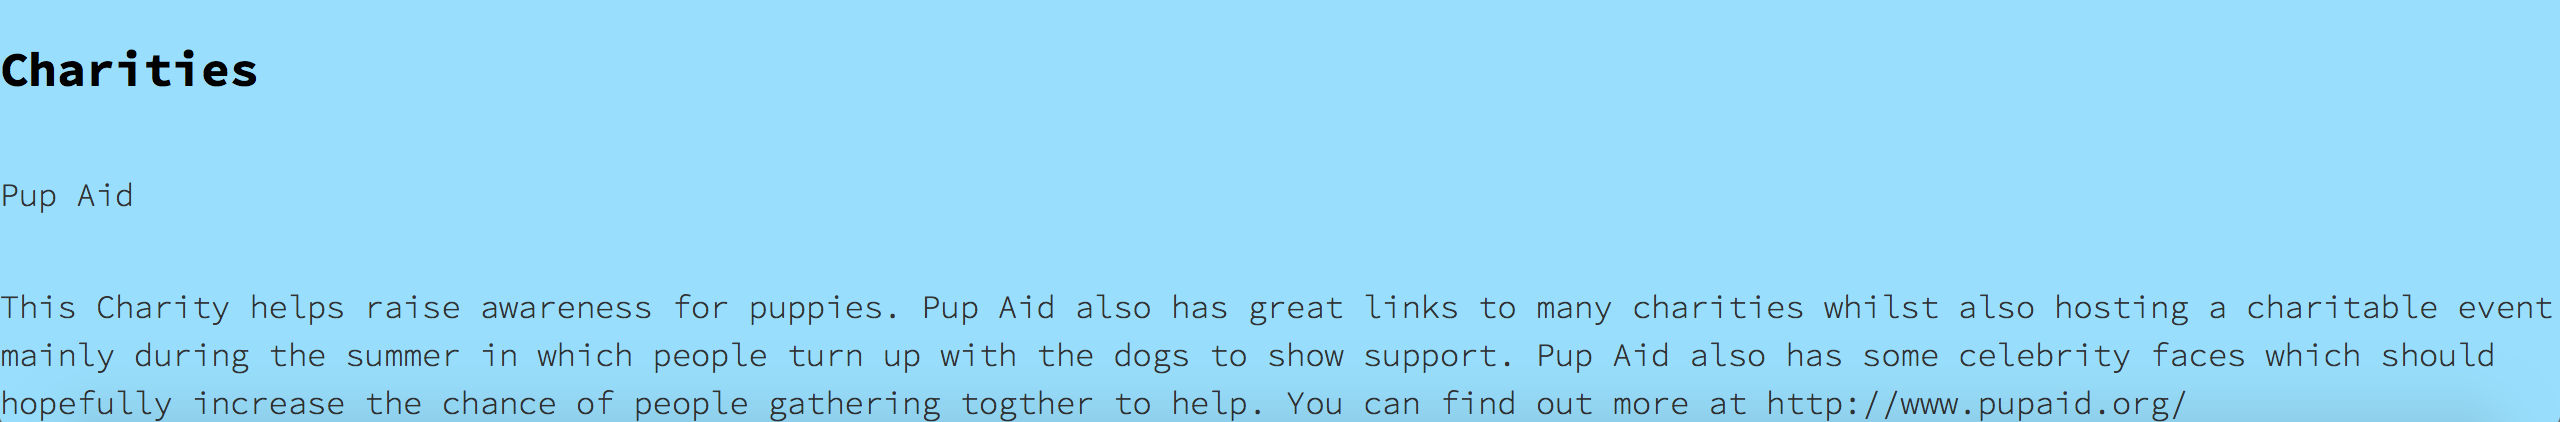 Charities
Pup Aid
This Charity helps raise awareness for puppies. Pup Aid also has great links to many charities whilst also hosting a charitable event
mainly during the summer in which people turn up with the dogs to show support. Pup Aid also has some celebrity faces which should
hopefully increase the chance of people gathering togther to help. You can find out more at http://www.pupaid.org/